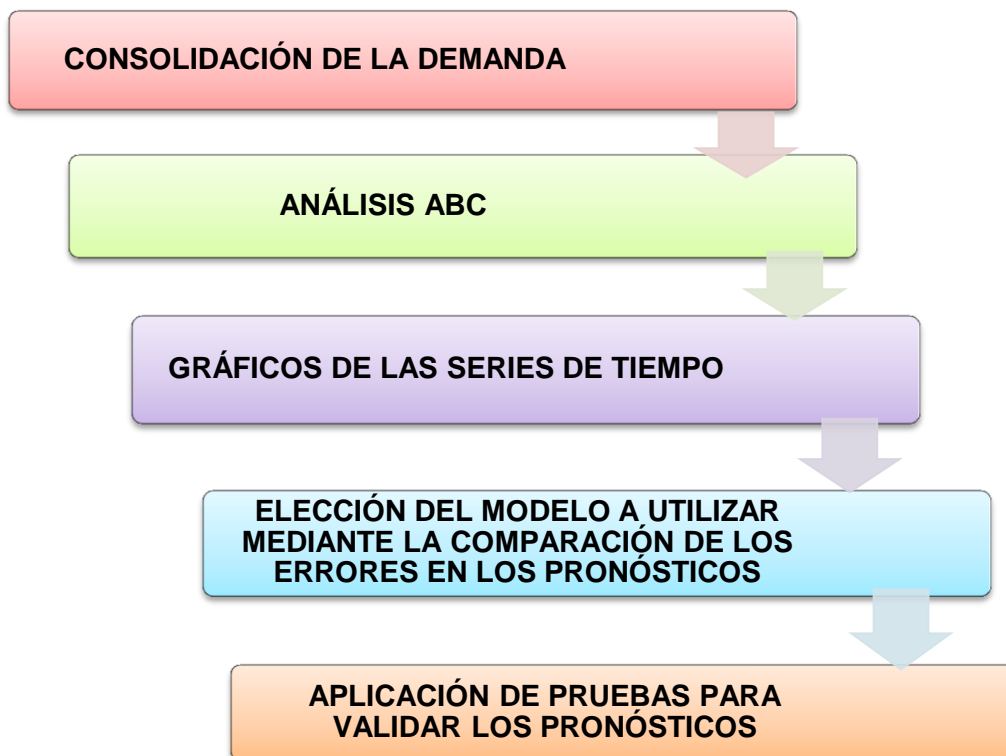 CONSOLIDACIÓN DE LA DEMANDA
ANÁLISIS ABC
GRÁFICOS DE LAS SERIES DE TIEMPO
ELECCIÓN DEL MODELO A UTILIZAR
MEDIANTE LA COMPARACIÓN DE LOS
ERRORES EN LOS PRONÓSTICOS
APLICACIÓN DE PRUEBAS PARA
VALIDAR LOS PRONÓSTICOS